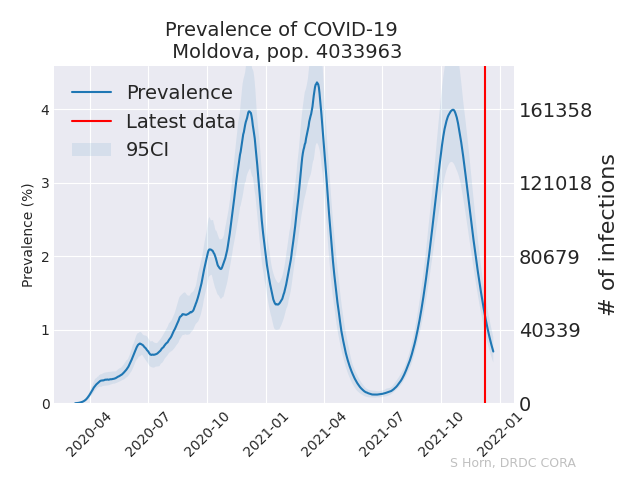 Prevalence of COVID-19
Moldova, pop. 4033963
Prevalence
Latest data
95CI
Prevalence (%)
4
3
2
1
0
161358
121018
80679
40339
0
# of infections
2020-04
2020-07
2020-10
2021-01
2021-04
2021-07
2021-10
2022-01
S Horn, DRDC CORA